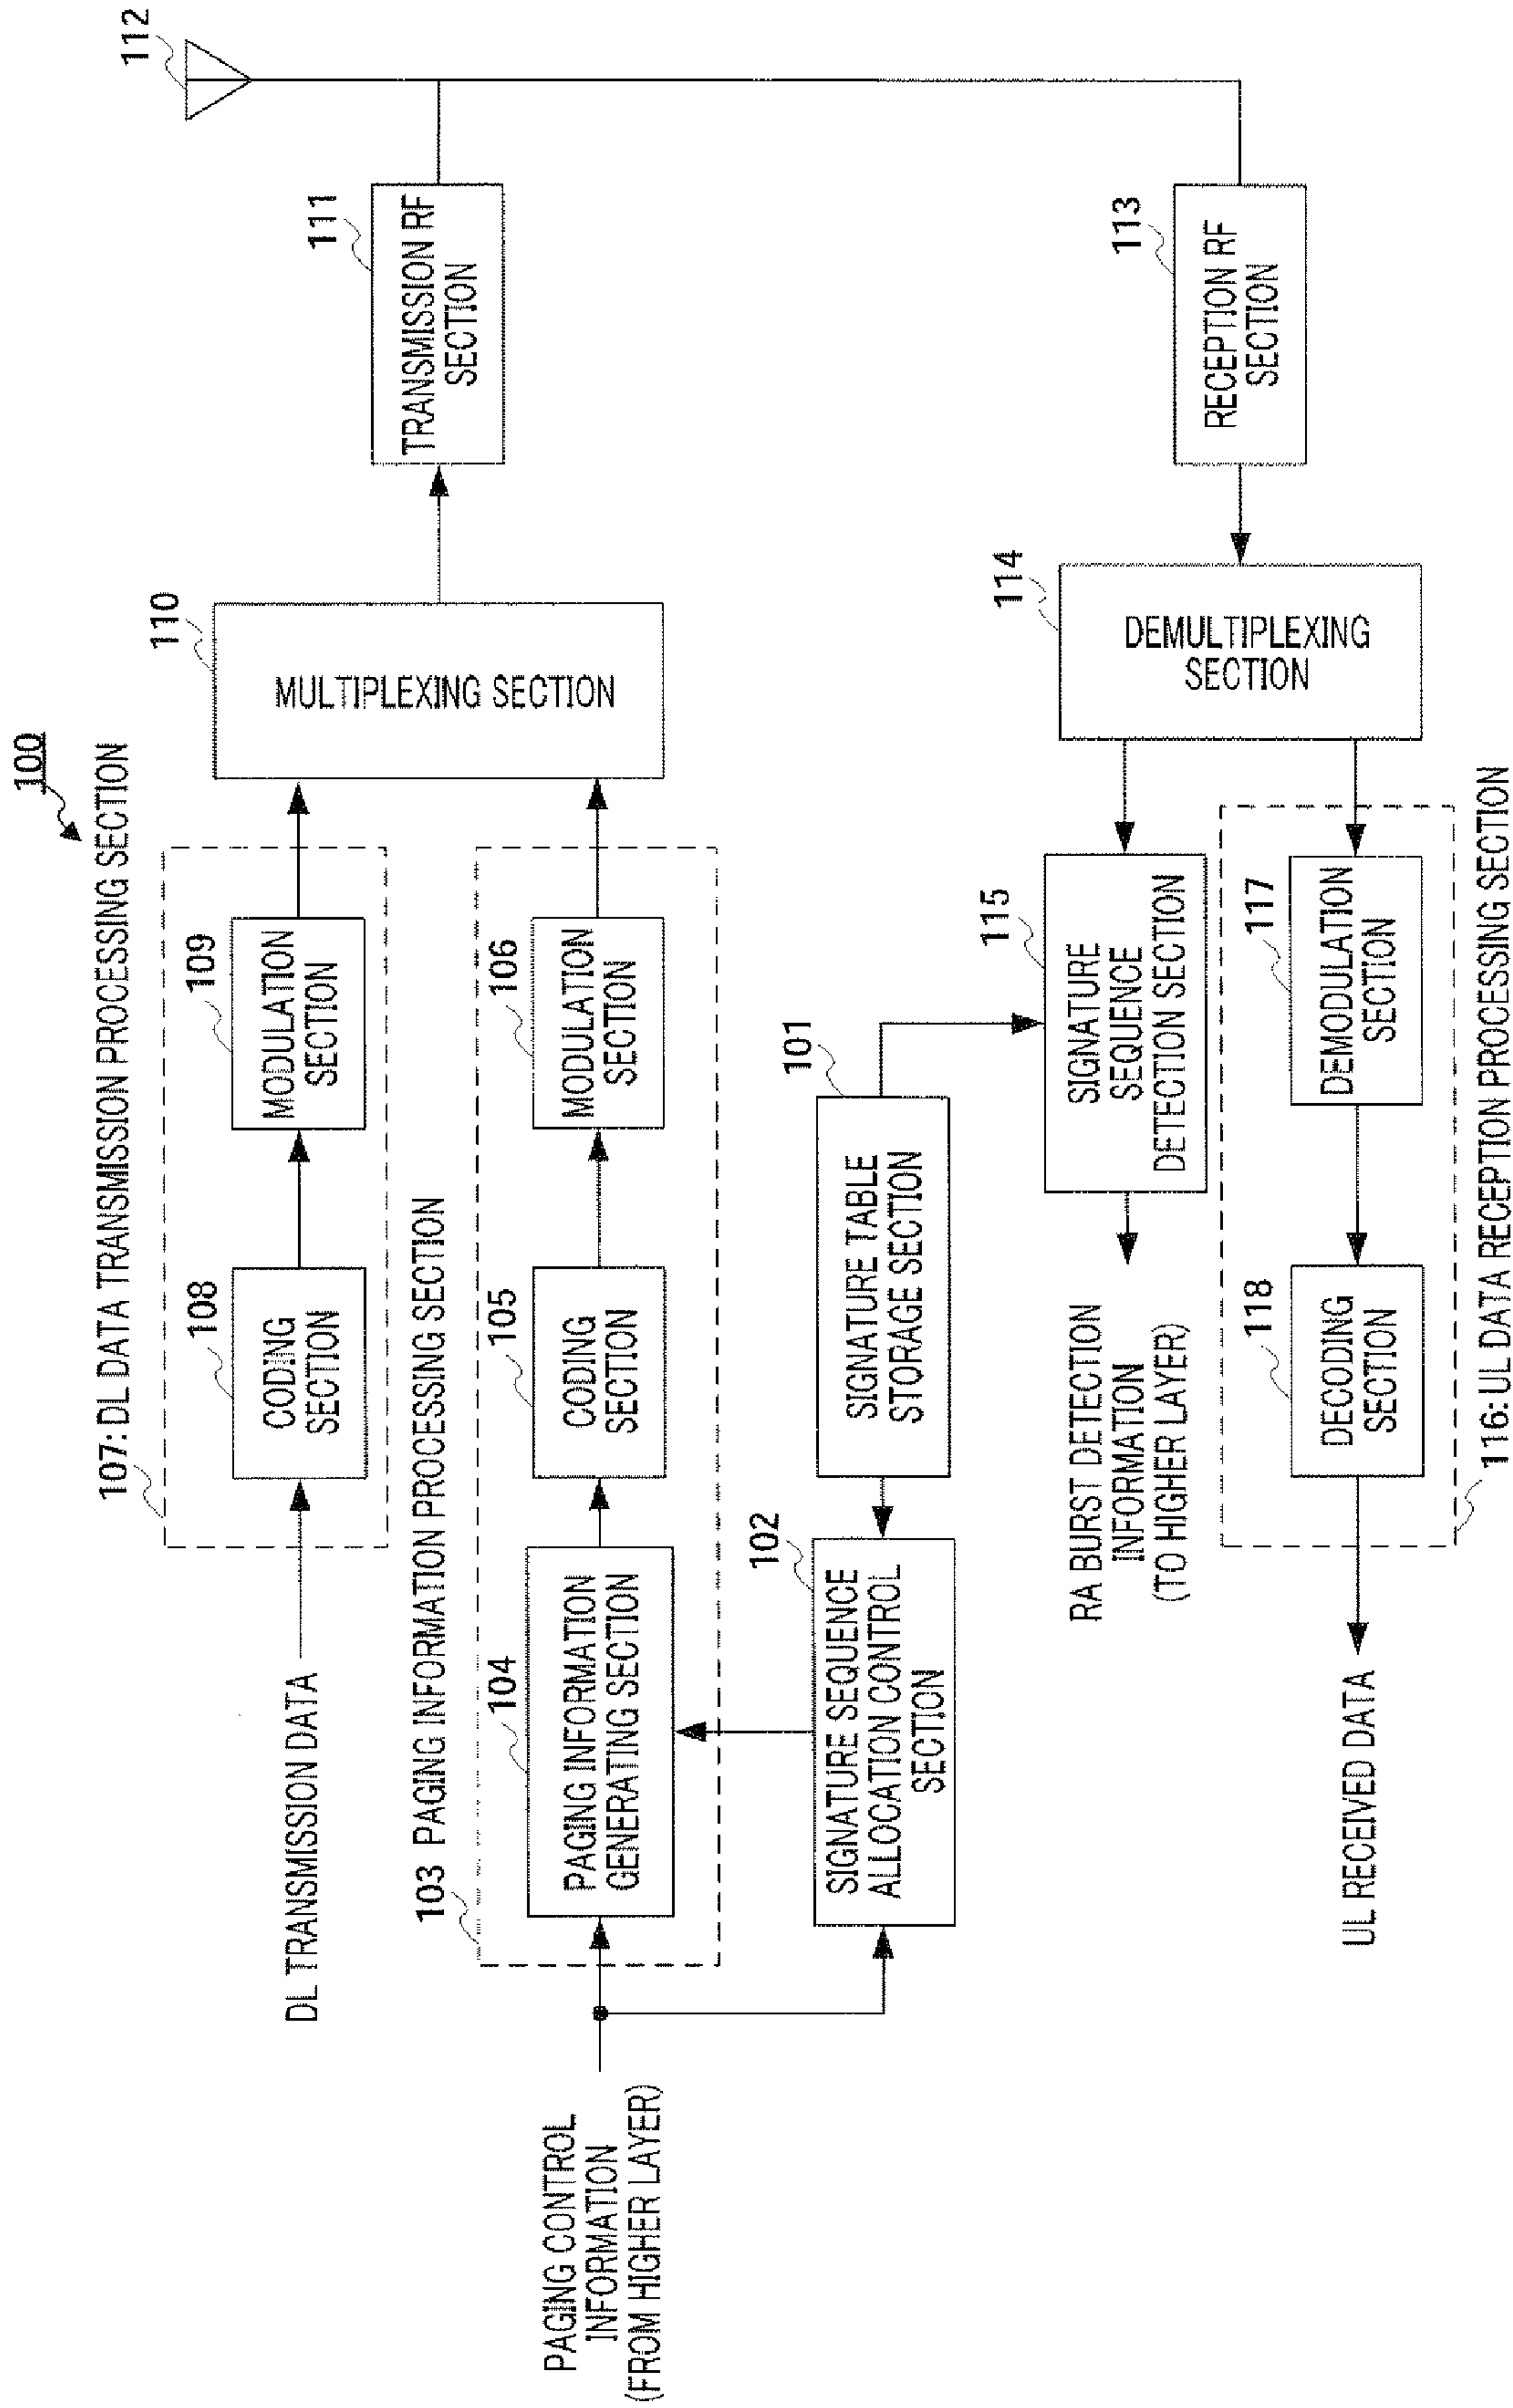 100
107: DL DATA TRANSMISSION PROCESSING SECTION
DL TRANSMISSION DATA
108
CODING
SECTION
109
MODULATION
SECTION
110
MULTIPLEXING SECTION
111
TRANSMISSION RF
SECTION
112
103 PAGING INFORMATION PROCESSING SECTION
PAGING CONTROL
INFORMATION
(FROM HIGHER LAYER)
104
PAGING INFORMATION
GENERATING SECTION
105
CODING
SECTION
106
MODULATION
SECTION
102
SIGNATURE SEQUENCE
ALLOCATION CONTROL
SECTION
101
SIGNATURE TABLE
STORAGE SECTION
115
SIGNATURE
SEQUENCE
DETECTION SECTION
RA BURST DETECTION
INFORMATION
(TO HIGHER LAYER)
114
DEMULTIPLEXING
SECTION
113
RECEPTION RF
SECTION
117
DEMODULATION
SECTION
118
DECODING
SECTION
UL RECEIVED DATA
116: UL DATA RECEPTION PROCESSING SECTION